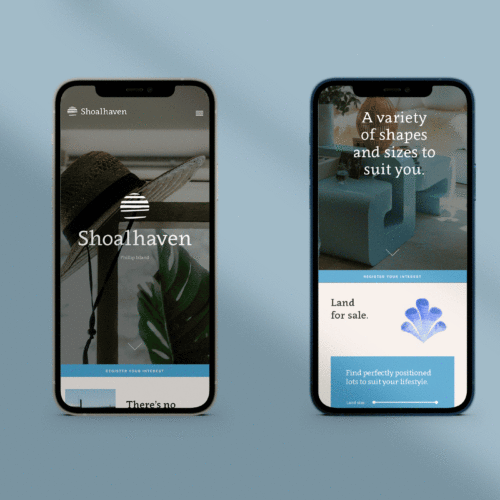 Shoalhaven
Shoalhaven
Phillip Island
REGISTER YOUR INTEREST
There's no
A variety
of shapes
and sizes to
suit you.
REGISTER YOUR INTEREST
Land
for sale.
Find perfectly positioned
lots to suit your lifestyle.
Land size